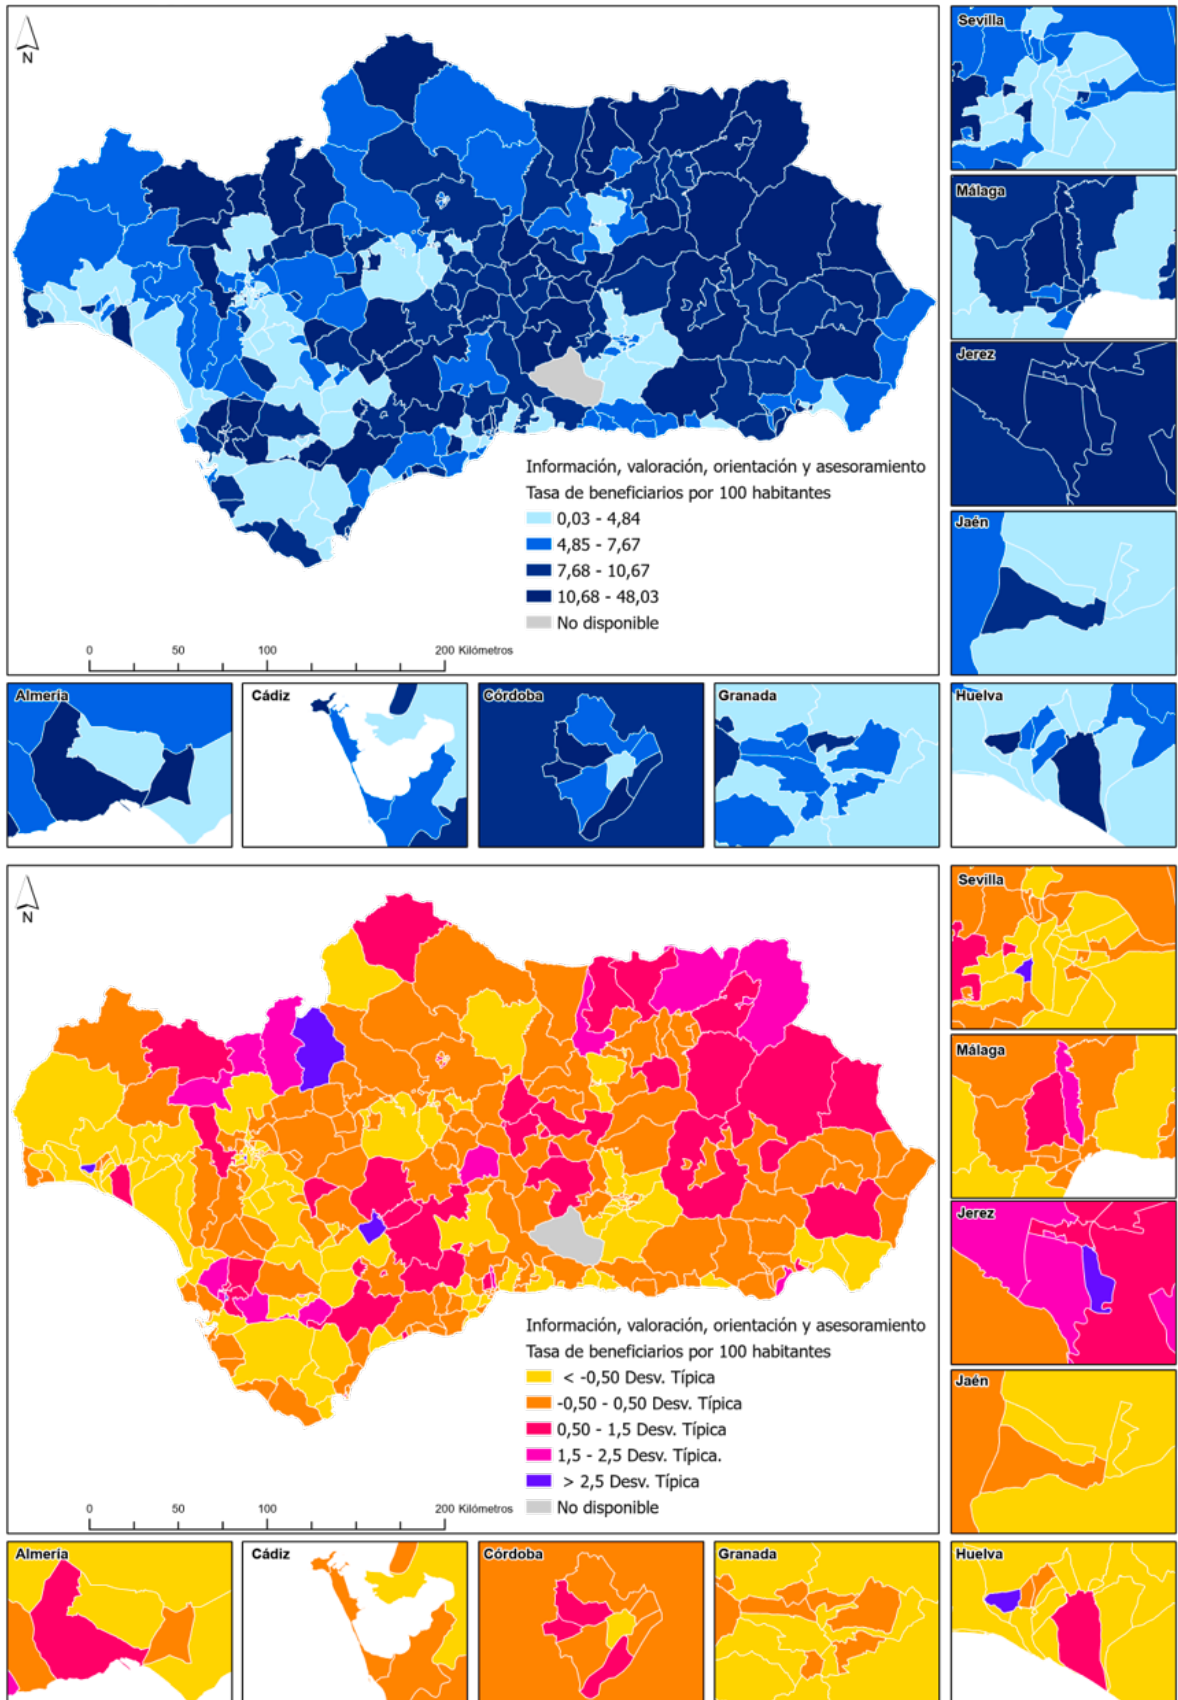 N
Sevilla
Málaga
Jerez
Jaén
Información, valoración, orientación y asesoramiento
Tasa de beneficiarios por 100 habitantes
0,03 - 4,84
4,85 - 7,67
7,68 - 10,67
10,68 - 48,03
No disponible
0 50 100 200 Kilómetros
Almería
Cádiz
Córdoba
Granada
Huelva
N
Sevilla
Málaga
Jerez
Jaén
Información, valoración, orientación y asesoramiento
Tasa de beneficiarios por 100 habitantes
< -0,50 Desv. Típica
-0,50 - 0,50 Desv. Típica
0,50 - 1,5 Desv. Típica
1,5 - 2,5 Desv. Típica.
> 2,5 Desv. Típica
No disponible
0 50 100 200 Kilómetros
Almería
Cádiz
Córdoba
Granada
Huelva